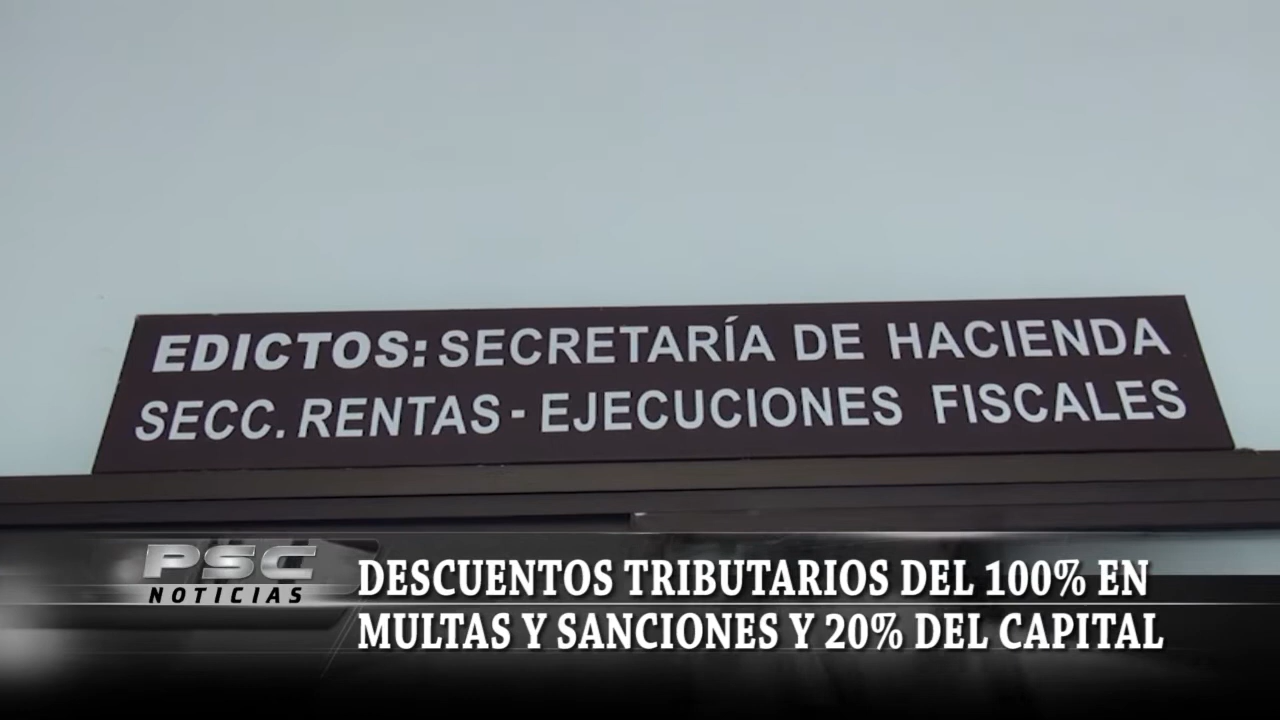 EDICTOS: SECRETARÍA DE HACIENDA
SECC. RENTAS - EJECUCIONES FISCALES
PSC
NOTICIAS
DESCUENTOS TRIBUTARIOS DEL 100% EN
MULTAS Y SANCIONES Y 20% DEL CAPITAL